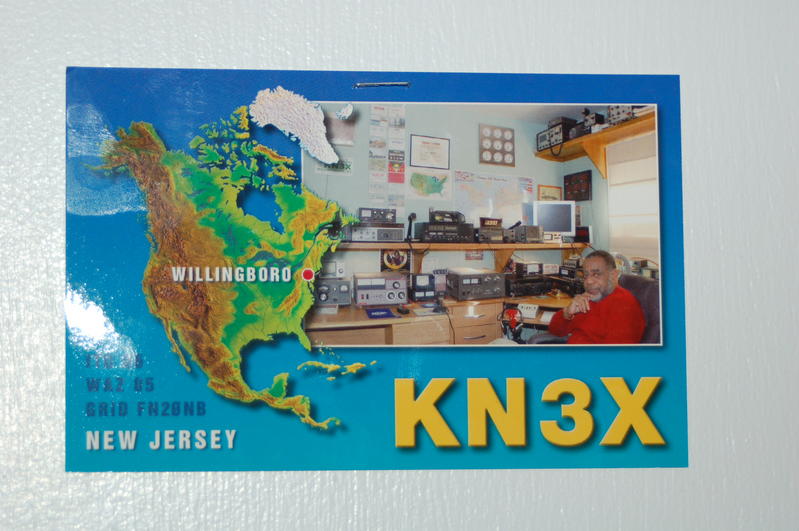 WILLINGBORO
WAZ 05
GRID FN20NB
NEW JERSEY
KN3X